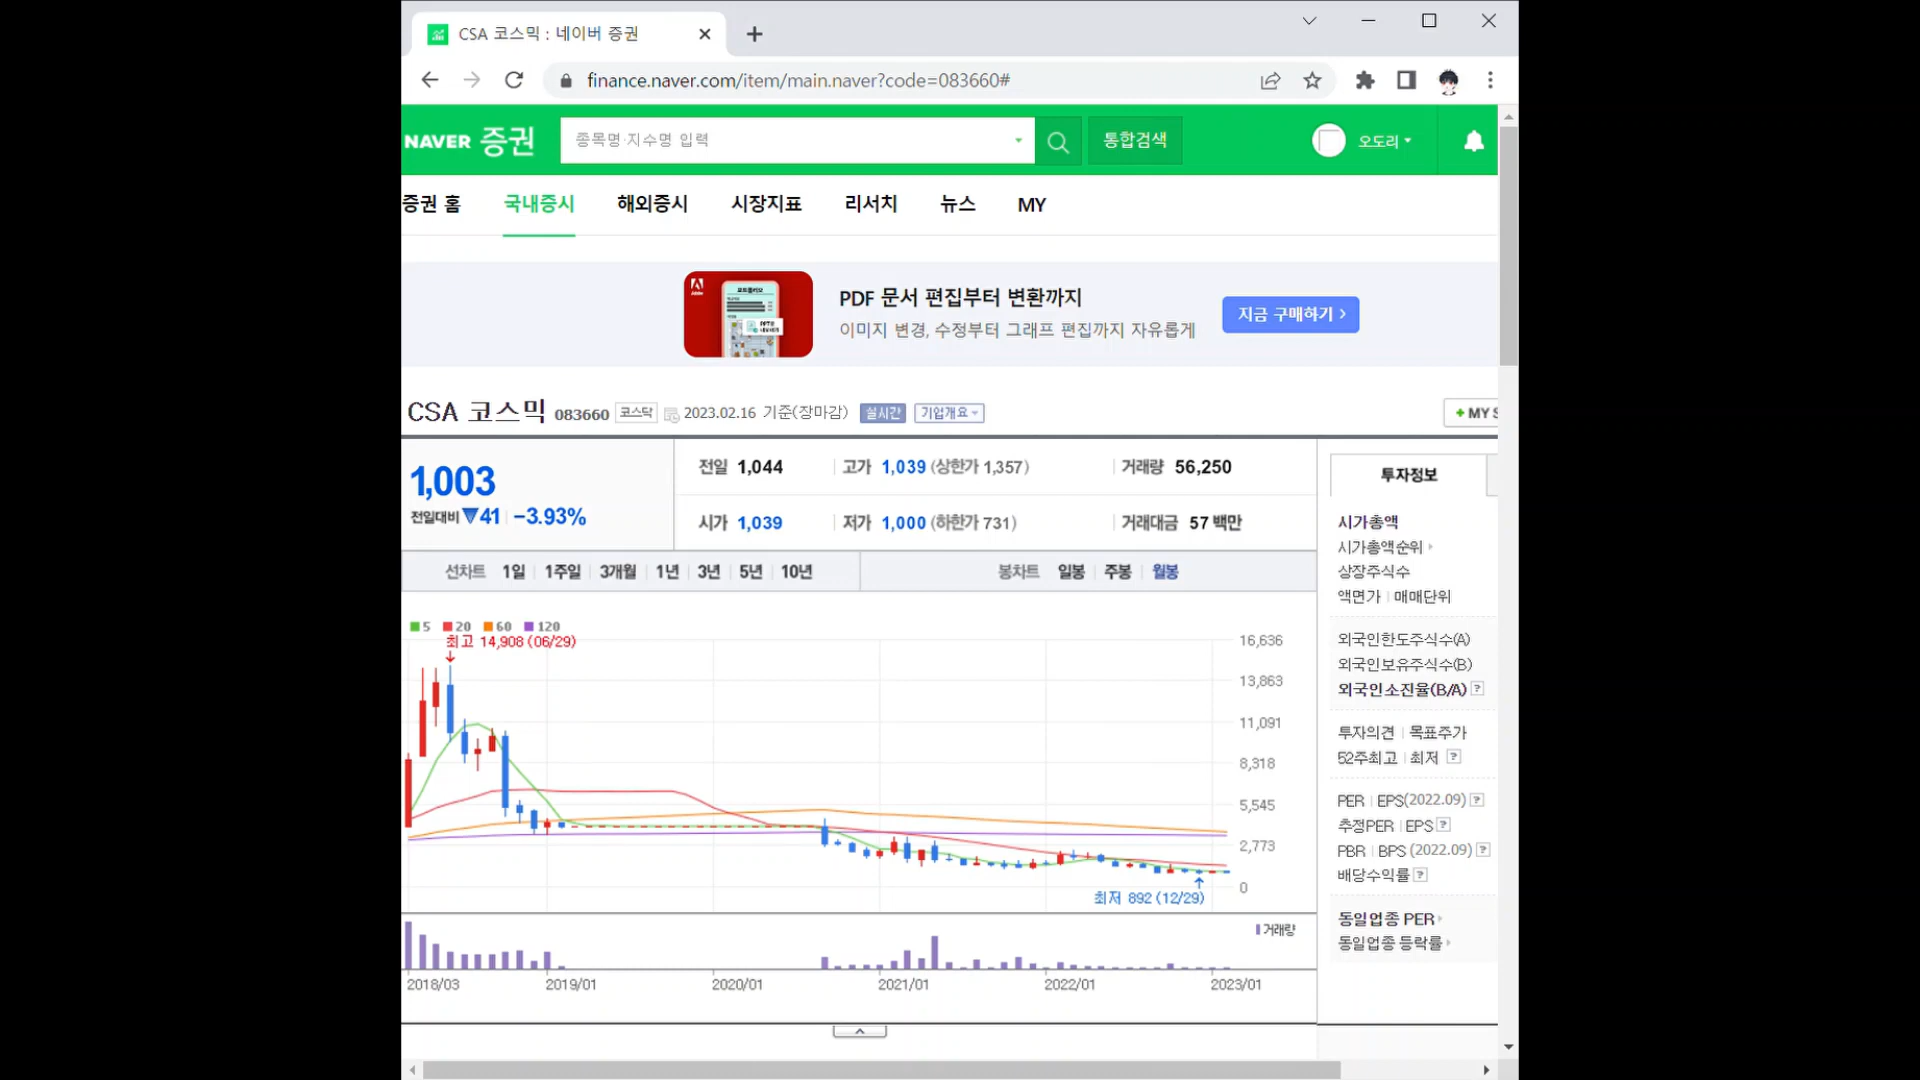 CSA 코스믹 : 네이버 증권
finance.naver.com/item/main.naver?code=083660#
NAVER 증권
종목명·지수명 입력
통합검색
오도리
증권 홈 국내증시 해외증시 시장지표 리서치 뉴스 MY
PDF 문서 편집부터 변환까지
이미지 변경, 수정부터 그래프 편집까지 자유롭게
지금 구매하기 >
CSA 코스믹 083660 코스닥 2023.02.16 기준(장마감) 실시간 기업개요
+ MY S
1,003
전일대비 ▼41 | -3.93%
전일 1,044 고가 1,039 (상한가 1,357) 거래량 56,250
시가 1,039 저가 1,000 (하한가 731) 거래대금 57 백만
선차트 1일 1주일 3개월 1년 3년 5년 10년 봉차트 일봉 주봉 월봉
5 20 60 120
최고 14,908 (06/29)
16,636
13,863
11,091
8,318
5,545
2,773
0
최저 892 (12/29)
거래량
2018/03 2019/01 2020/01 2021/01 2022/01 2023/01
투자정보
시가총액
시가총액순위
상장주식수
액면가 | 매매단위
외국인한도주식수(A)
외국인보유주식수(B)
외국인소진율(B/A) ?
투자의견 | 목표주가
52주최고 | 최저 ?
PER | EPS(2022.09) ?
추정PER | EPS ?
PBR | BPS (2022.09) ?
배당수익률 ?
동일업종 PER
동일업종 등락률